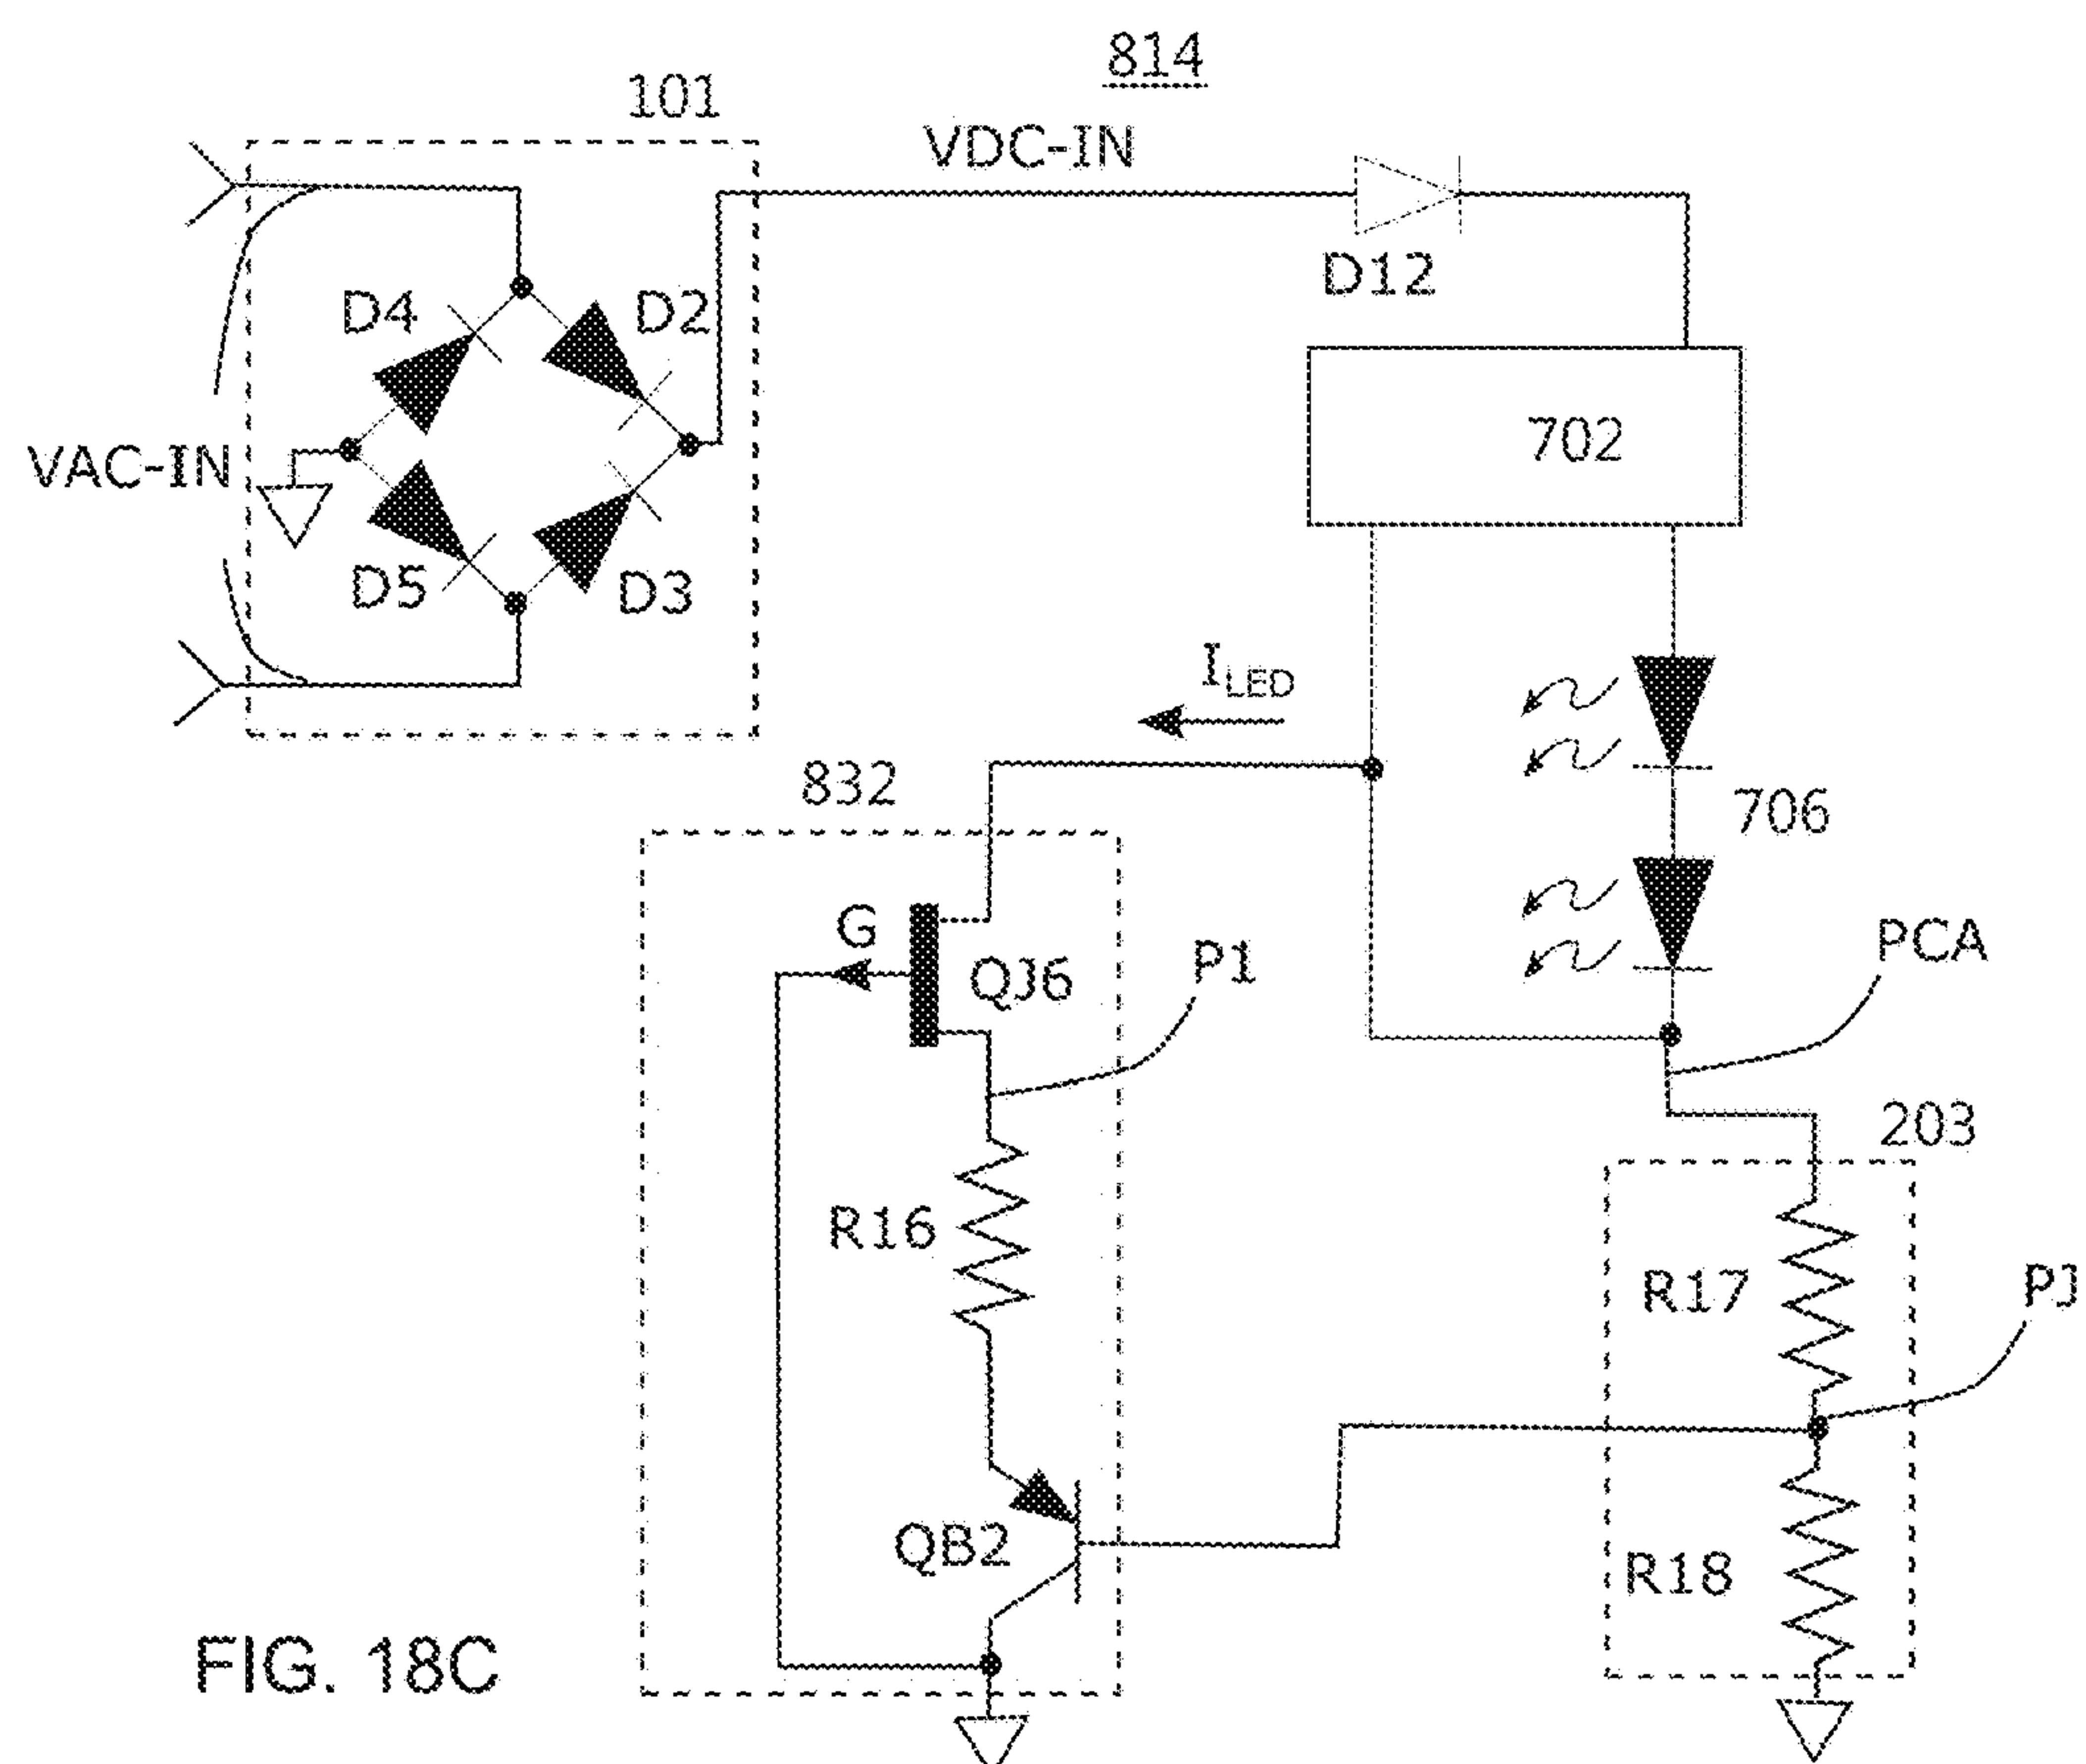 814
101
VDC-IN
D12
D4
D2
702
VAC-IN
D5
D3
I_LED
832
706
G
QJ6
P1
PCA
203
R16
R17
PJ
QB2
R18
FIG. 18C